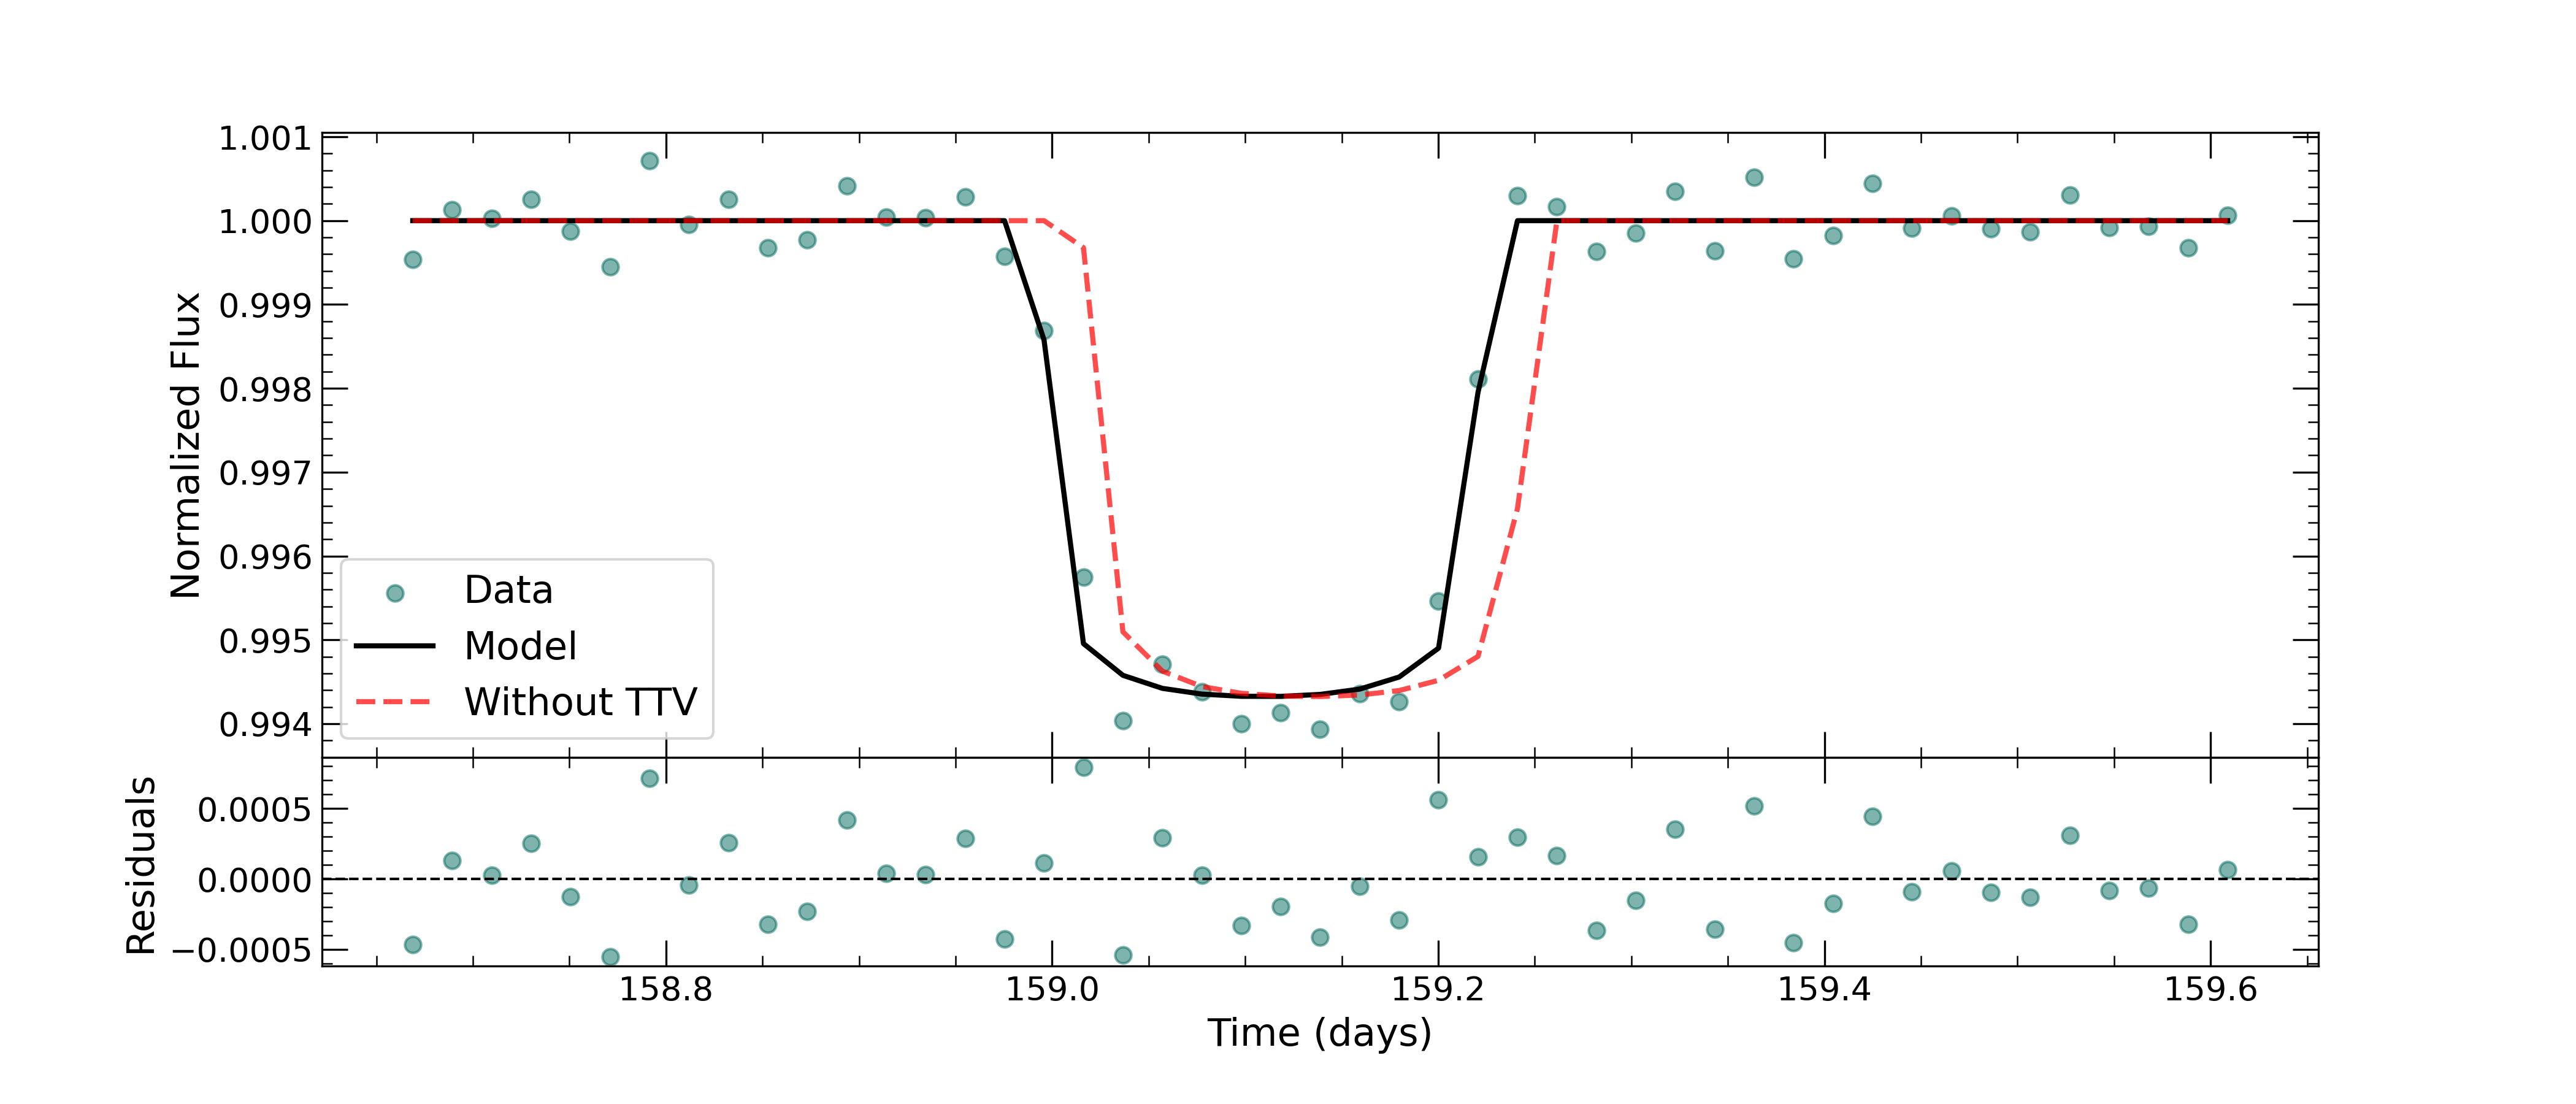 1.001
1.000
0.999
0.998
0.997
0.996
0.995
0.994
Normalized Flux
Data
Model
Without TTV
0.0005
0.0000
−0.0005
Residuals
158.8 159.0 159.2 159.4 159.6
Time (days)